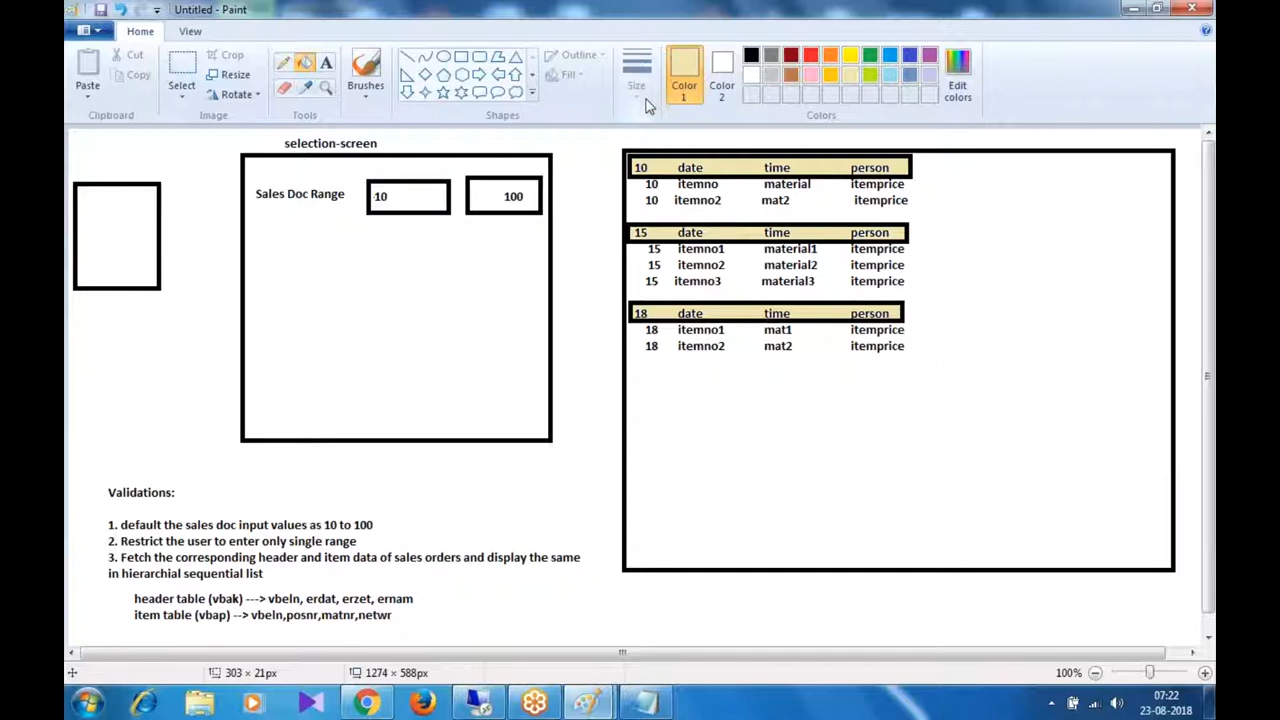 Untitled - Paint
Home View
Paste
Cut
Copy
Clipboard
Select
Crop
Resize
Rotate
Image
Tools
Brushes
Shapes
Outline
Fill
Size
Color 1
Color 2
Edit colors
Colors
selection-screen
Sales Doc Range 10 100
10 date time person
10 itemno material itemprice
10 itemno2 mat2 itemprice
15 date time person
15 itemno1 material1 itemprice
15 itemno2 material2 itemprice
15 itemno3 material3 itemprice
18 date time person
18 itemno1 mat1 itemprice
18 itemno2 mat2 itemprice
Validations:
1. default the sales doc input values as 10 to 100
2. Restrict the user to enter only single range
3. Fetch the corresponding header and item data of sales orders and display the same
in hierarchial sequential list
header table (vbak) ---> vbeln, erdat, erzet, ernam
item table (vbap) --> vbeln,posnr,matnr,netwr
303 × 21px
1274 × 588px
100%
07:22
23-08-2018